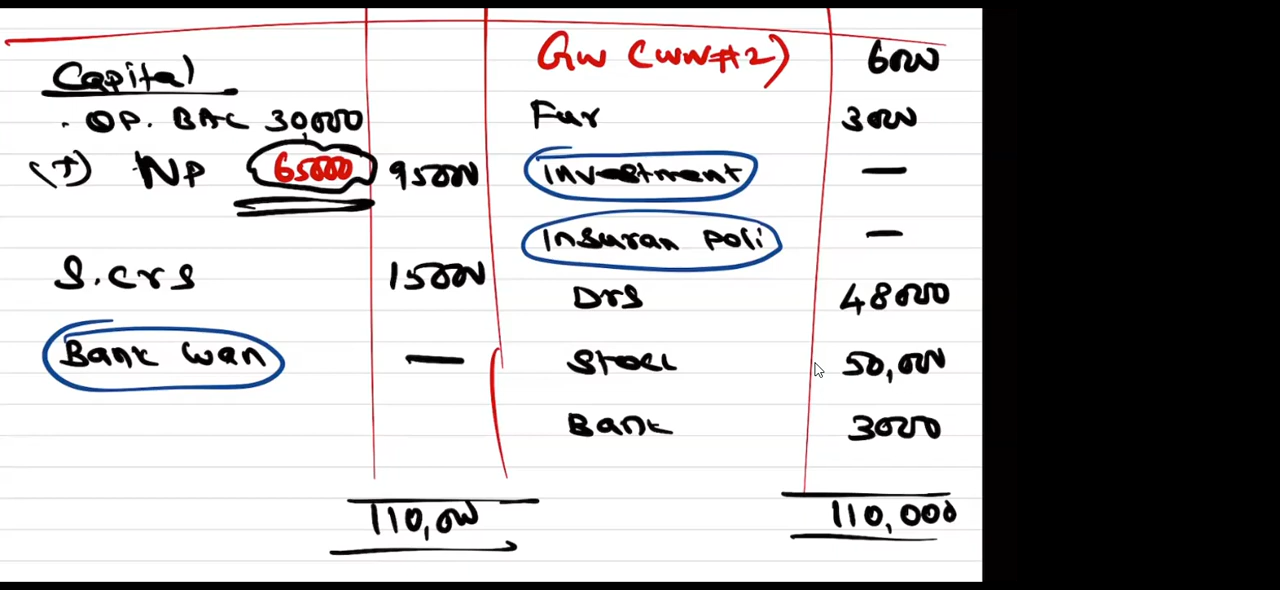 Capital
OP. BAL 30000
(+) NP 65000 95000
S.crs 15000
Bank Loan —
110,000
GW (WN#2) 6000
Fur 3000
Investment —
Insuran Poli —
Drs 48000
Stock 50,000
Bank 3000
110,000